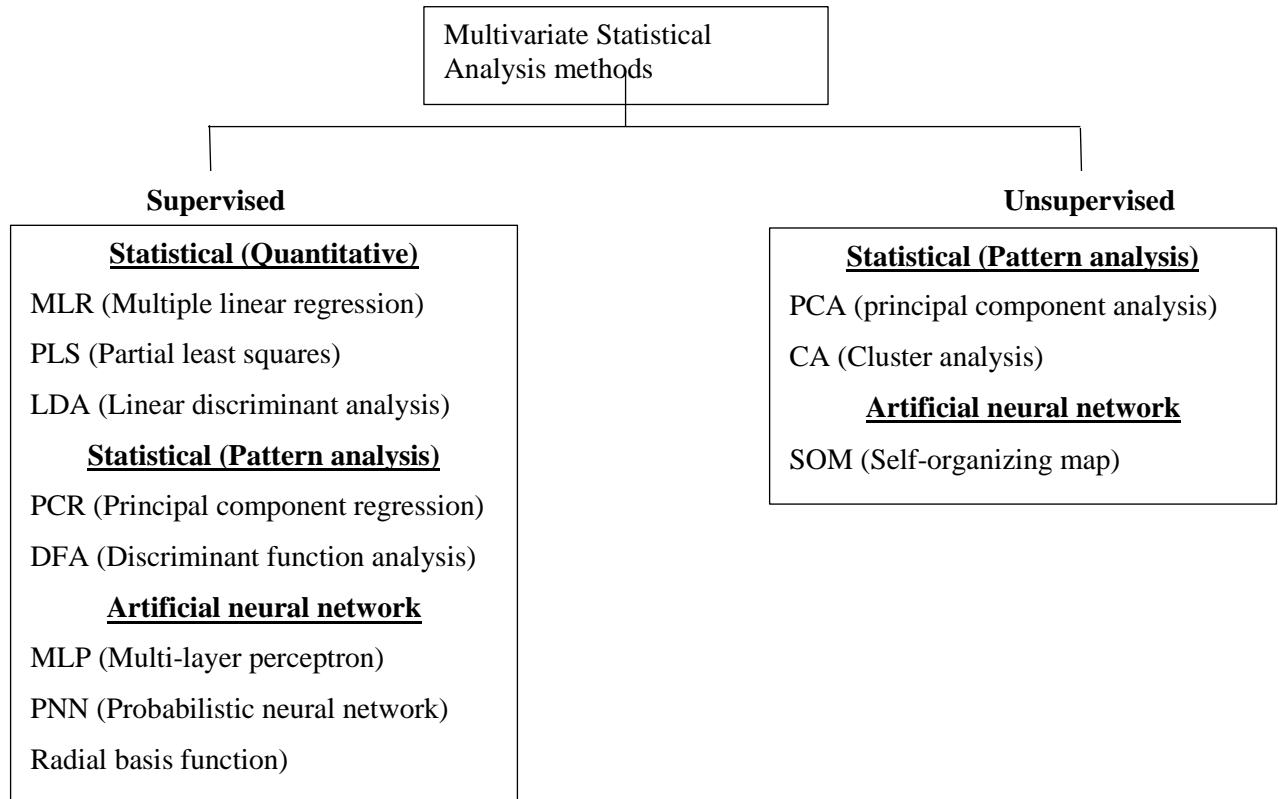 Multivariate Statistical
Analysis methods
Supervised
Statistical (Quantitative)
MLR (Multiple linear regression)
PLS (Partial least squares)
LDA (Linear discriminant analysis)
Statistical (Pattern analysis)
PCR (Principal component regression)
DFA (Discriminant function analysis)
Artificial neural network
MLP (Multi-layer perceptron)
PNN (Probabilistic neural network)
Radial basis function)
Unsupervised
Statistical (Pattern analysis)
PCA (principal component analysis)
CA (Cluster analysis)
Artificial neural network
SOM (Self-organizing map)